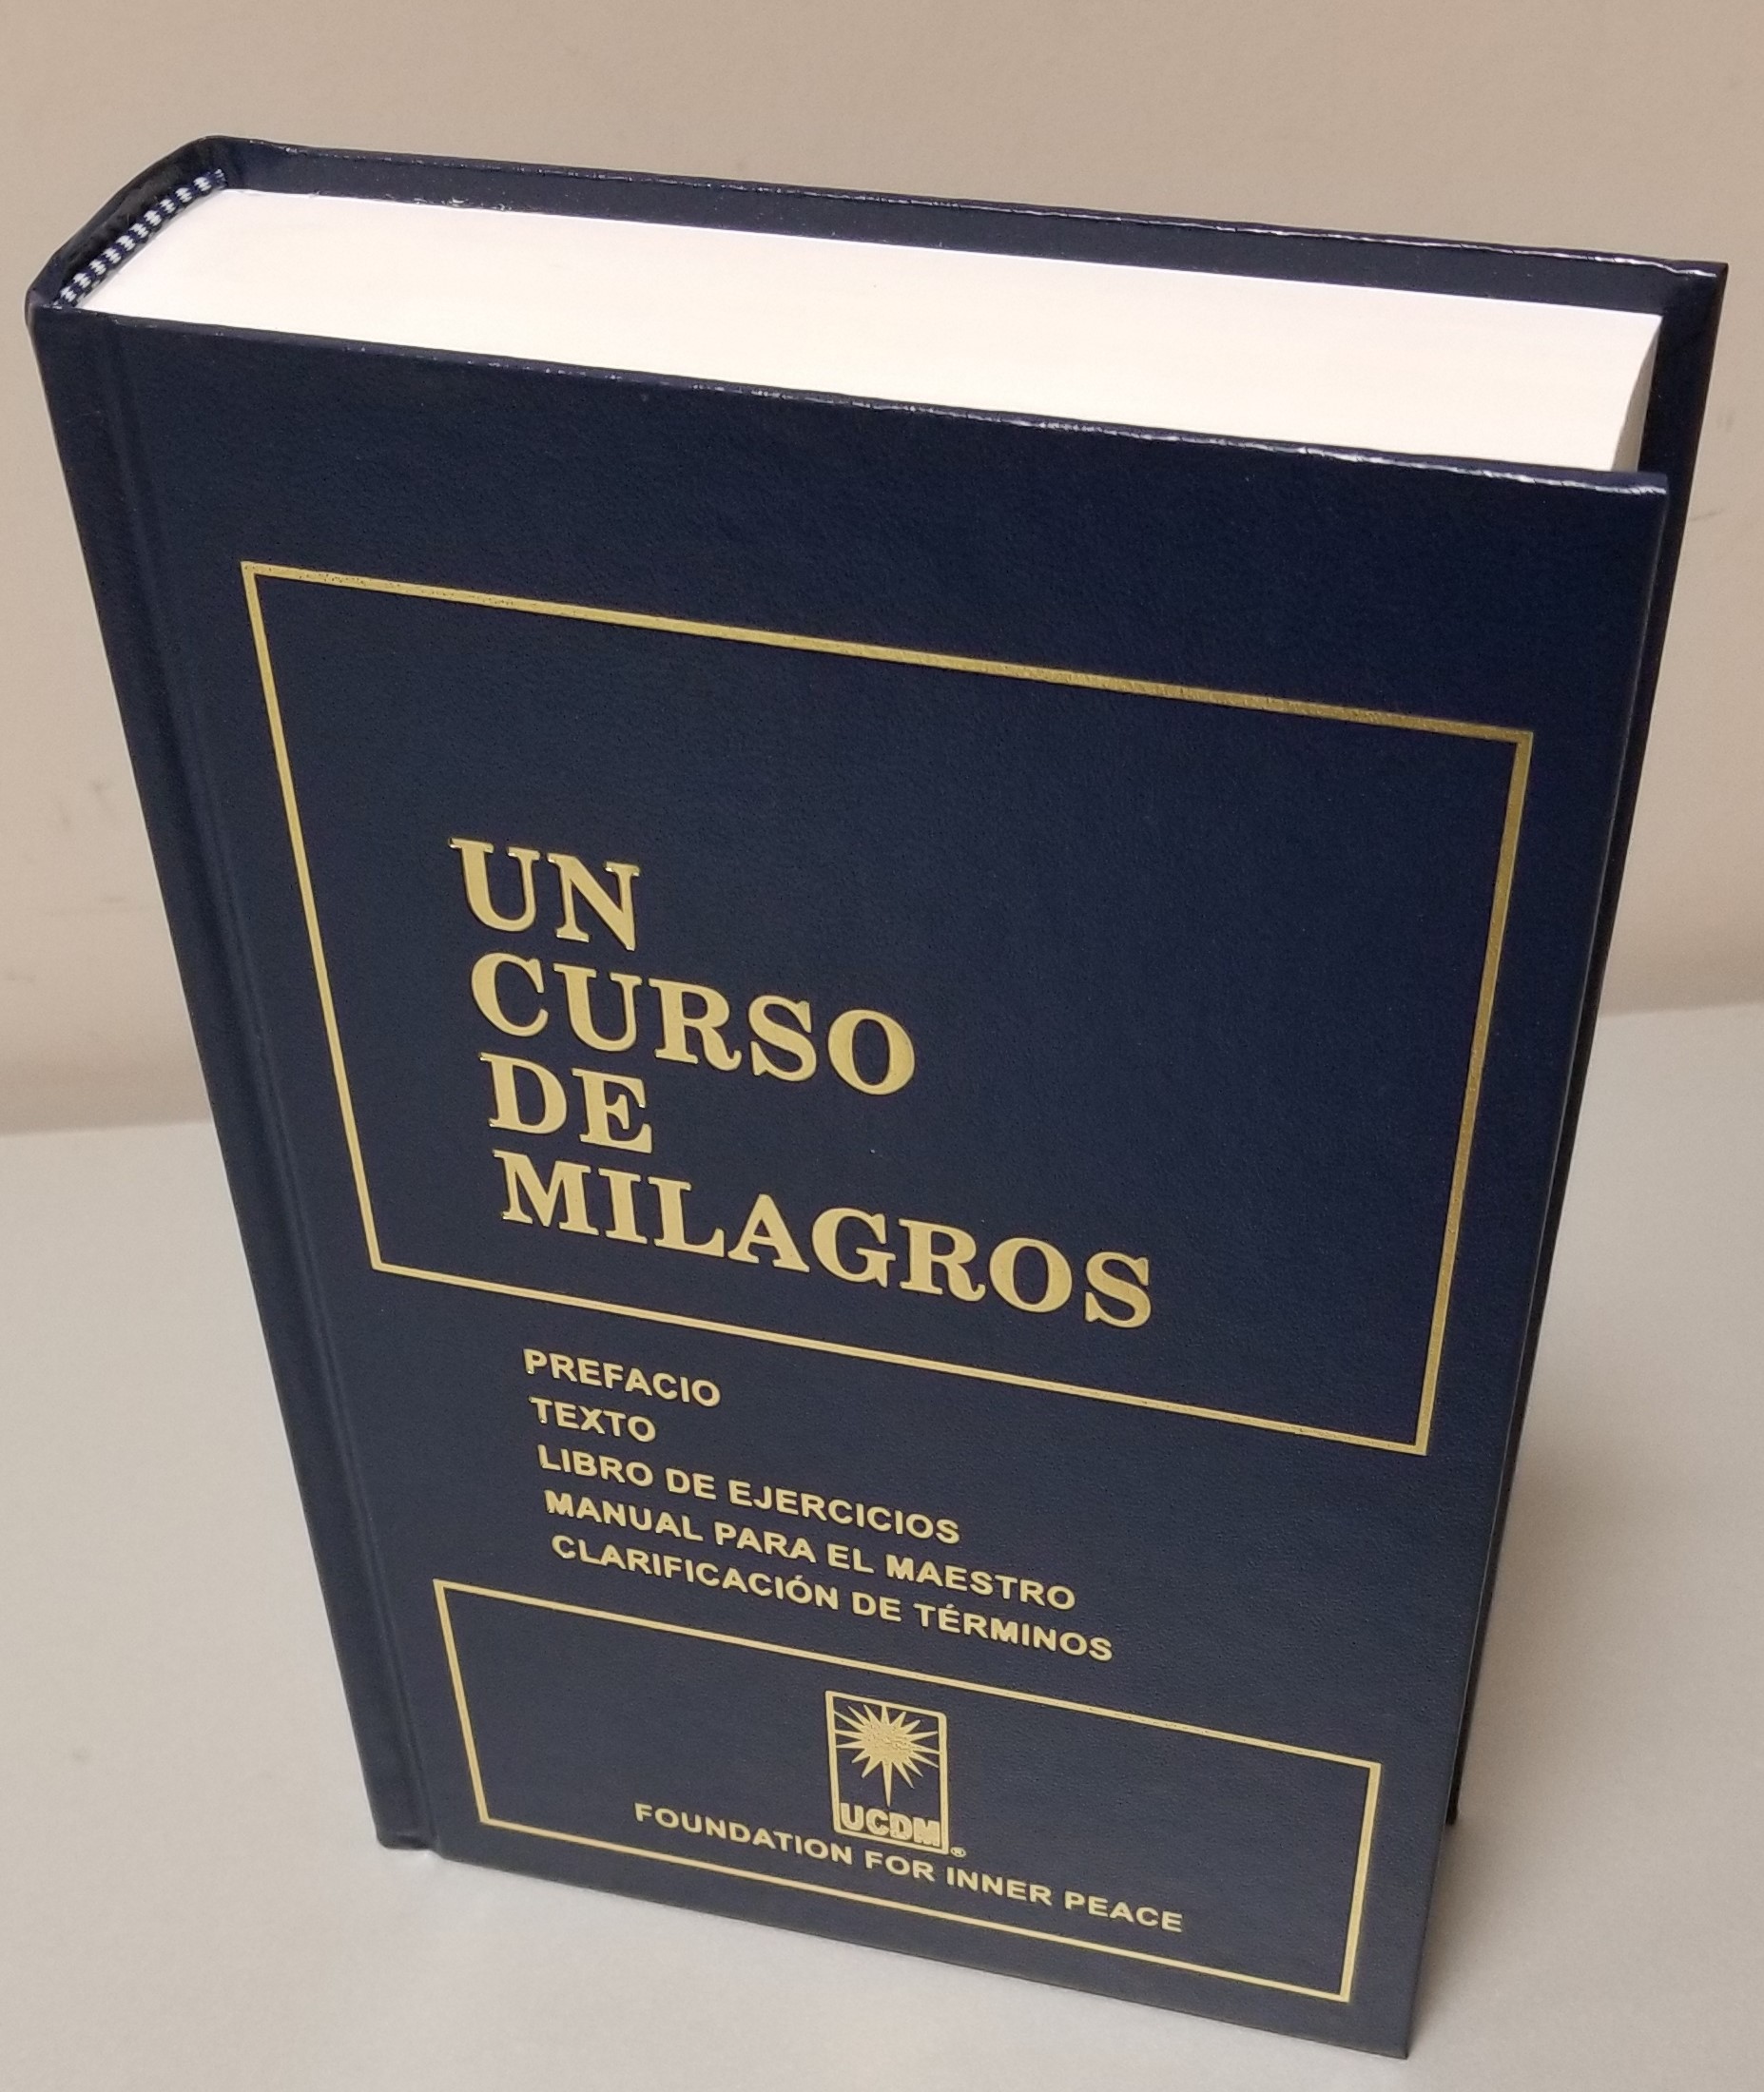 UN
CURSO
DE
MILAGROS
PREFACIO
TEXTO
LIBRO DE EJERCICIOS
MANUAL PARA EL MAESTRO
CLARIFICACIÓN DE TÉRMINOS
UCDM®
FOUNDATION FOR INNER PEACE